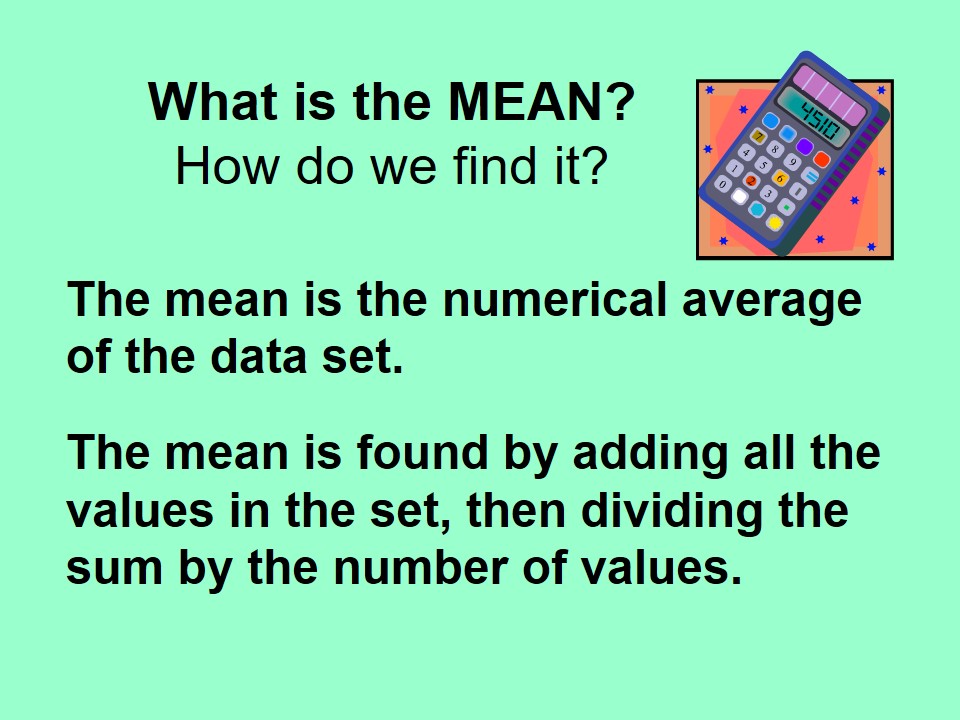 What is the MEAN?
How do we find it?
4510
7 8 9
4 5 6
1 2 3
0
The mean is the numerical average
of the data set.
The mean is found by adding all the
values in the set, then dividing the
sum by the number of values.